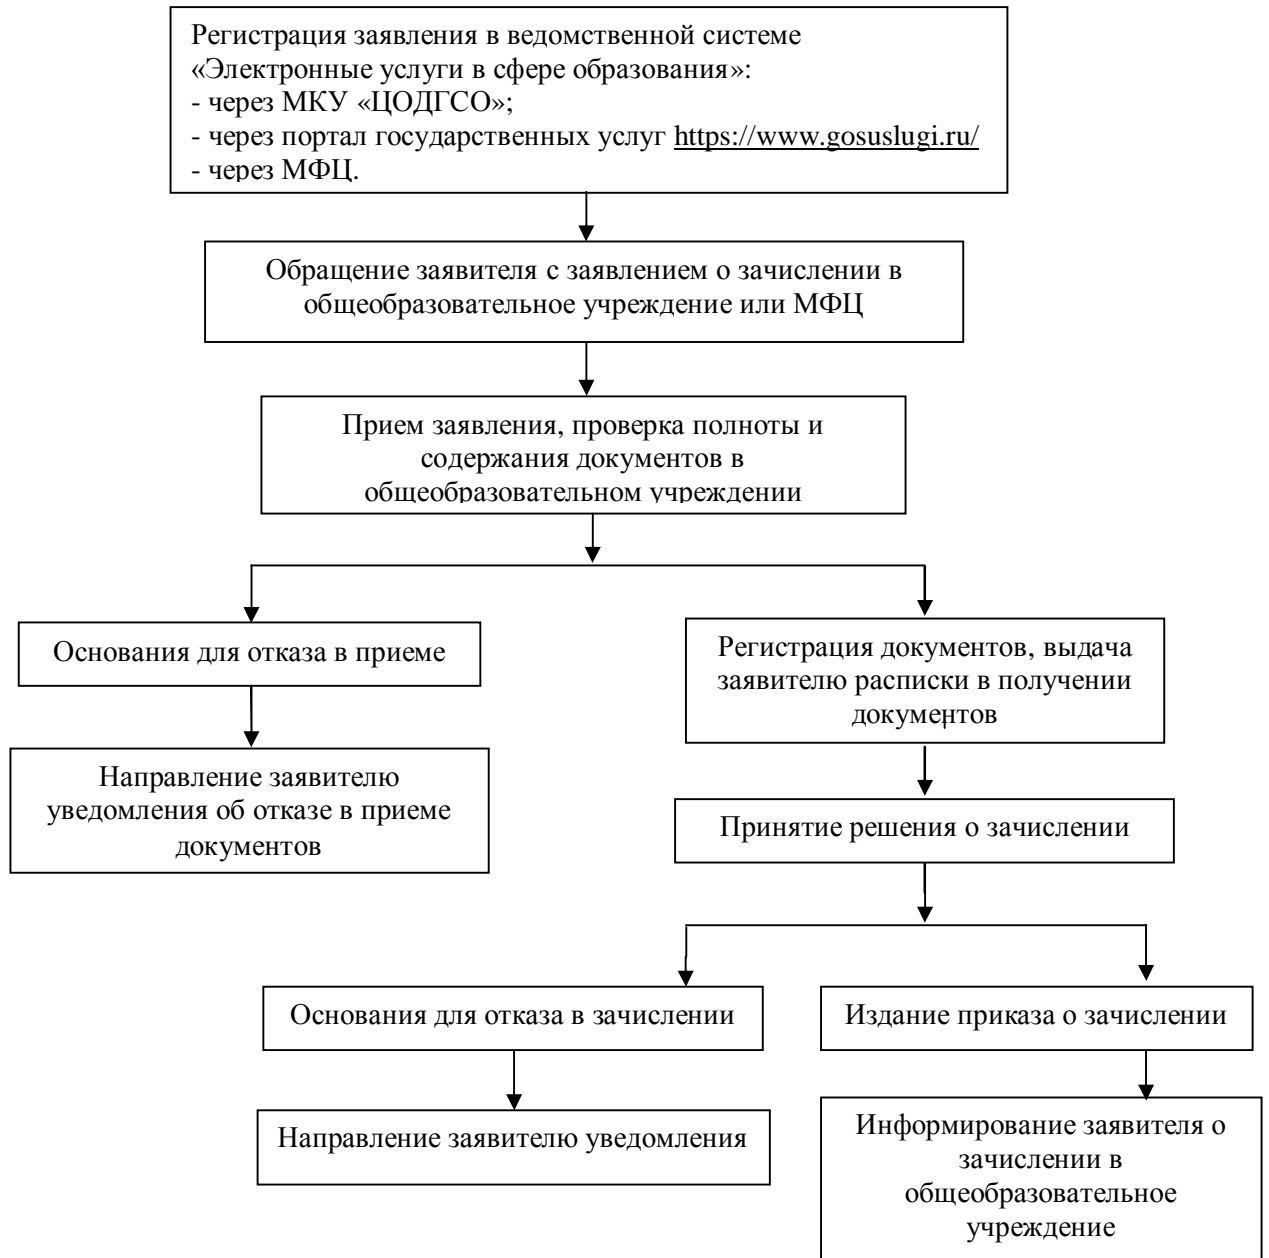 Регистрация заявления в ведомственной системе
«Электронные услуги в сфере образования»:
- через МКУ «ЦОДГСО»;
- через портал государственных услуг https://www.gosuslugi.ru/
- через МФЦ.
Обращение заявителя с заявлением о зачислении в
общеобразовательное учреждение или МФЦ
Прием заявления, проверка полноты и
содержания документов в
общеобразовательном учреждении
Основания для отказа в приеме
Направление заявителю
уведомления об отказе в приеме
документов
Регистрация документов, выдача
заявителю расписки в получении
документов
Принятие решения о зачислении
Основания для отказа в зачислении
Направление заявителю уведомления
Издание приказа о зачислении
Информирование заявителя о
зачислении в
общеобразовательное
учреждение